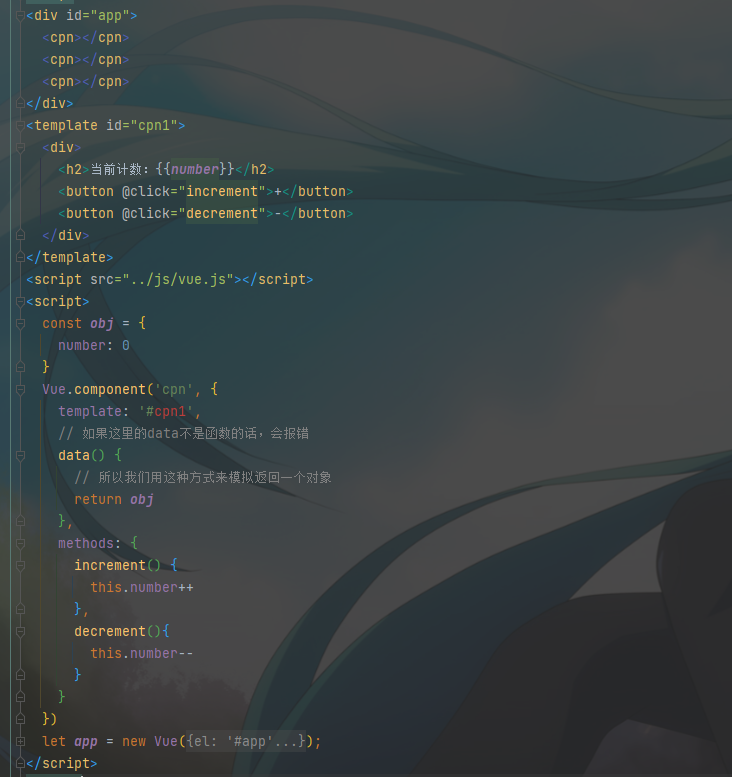 <div id="app">
<cpn></cpn>
<cpn></cpn>
<cpn></cpn>
</div>
<template id="cpn1">
<div>
<h2>当前计数：{{number}}</h2>
<button @click="increment">+</button>
<button @click="decrement">-</button>
</div>
</template>
<script src="../js/vue.js"></script>
<script>
const obj = {
number: 0
}
Vue.component('cpn', {
template: '#cpn1',
// 如果这里的data不是函数的话，会报错
data() {
// 所以我们用这种方式来模拟返回一个对象
return obj
},
methods: {
increment() {
this.number++
},
decrement(){
this.number--
}
}
})
let app = new Vue({el: '#app'...});
</script>